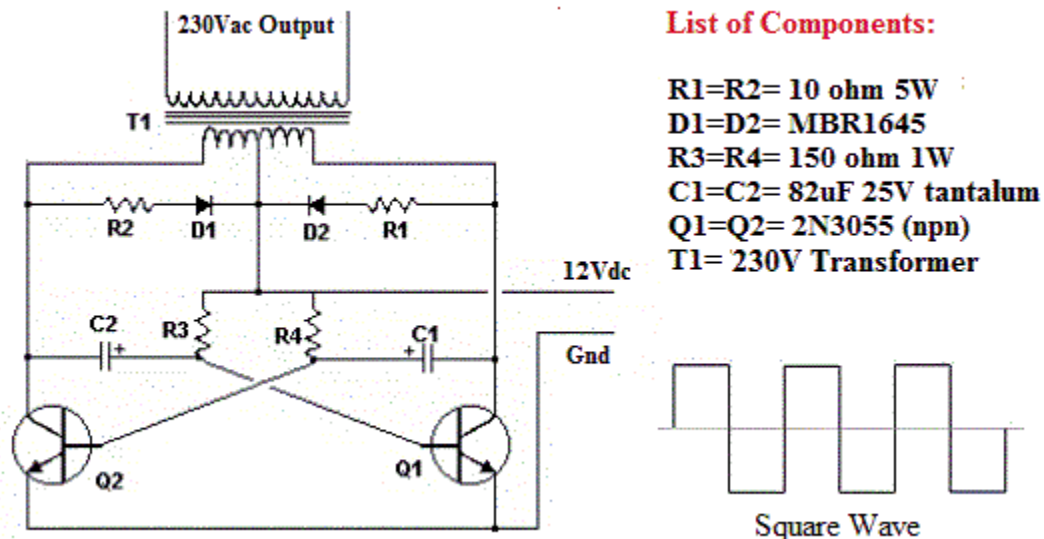 230Vac Output
T1
R2
D1
D2
R1
12Vdc
C2
R3
R4
C1
Gnd
Q2
Q1
List of Components:
R1=R2= 10 ohm 5W
D1=D2= MBR1645
R3=R4= 150 ohm 1W
C1=C2= 82uF 25V tantalum
Q1=Q2= 2N3055 (npn)
T1= 230V Transformer
Square Wave